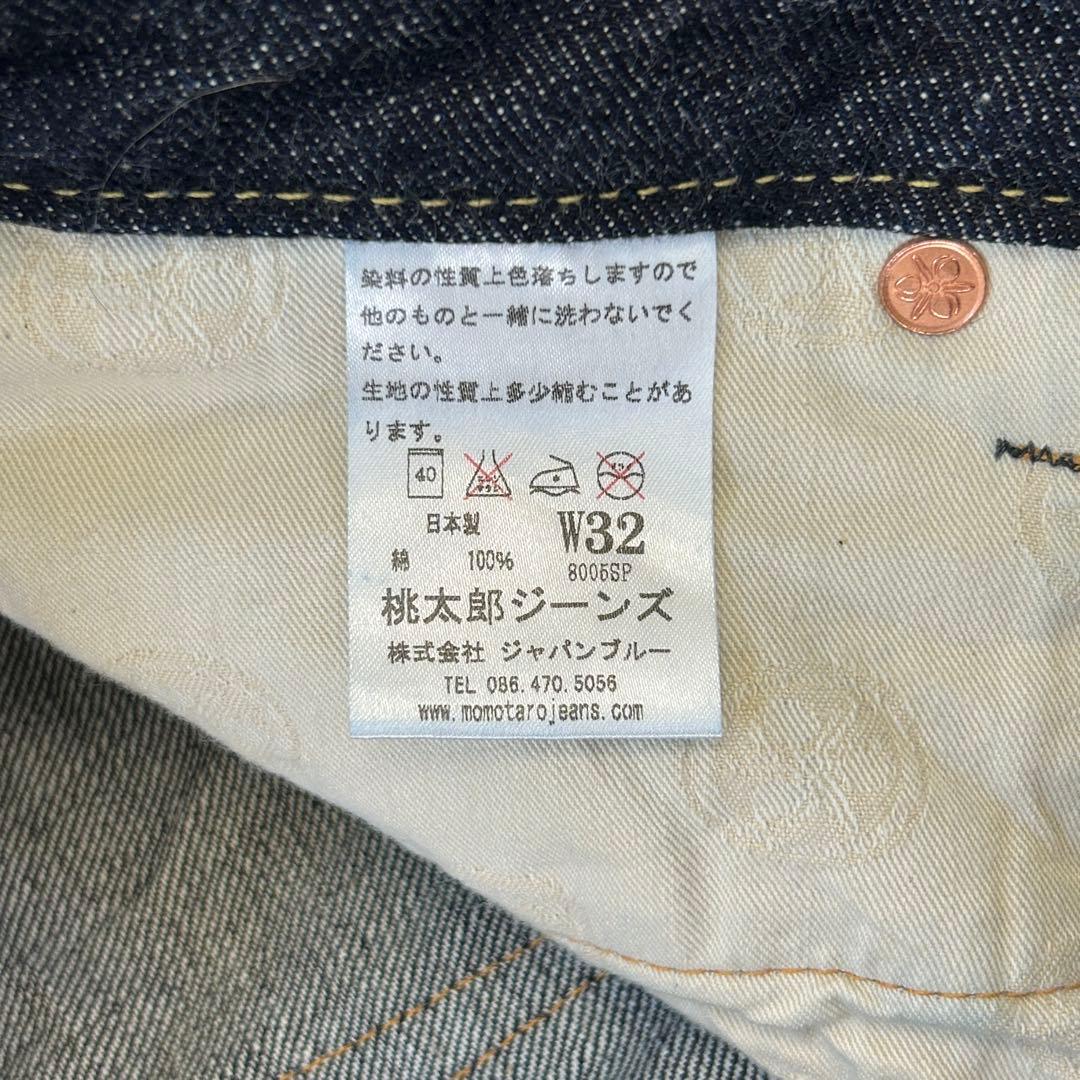 染料の性質上色落ちしますので
他のものと一緒に洗わないでく
ださい。
生地の性質上多少縮むことがあ
ります。
40
日本製
W32
綿 100%
8005SP
桃太郎ジーンズ
株式会社 ジャパンブルー
TEL 086.470.5056
www.momotarojeans.com